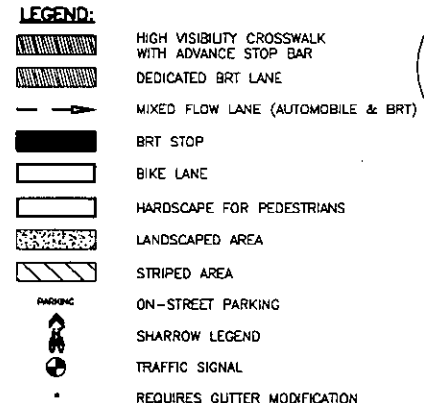 LEGEND:
HIGH VISIBILITY CROSSWALK
WITH ADVANCE STOP BAR
DEDICATED BRT LANE
MIXED FLOW LANE (AUTOMOBILE & BRT)
BRT STOP
BIKE LANE
HARDSCAPE FOR PEDESTRIANS
LANDSCAPED AREA
STRIPED AREA
PARKING ON-STREET PARKING
SHARROW LEGEND
TRAFFIC SIGNAL
* REQUIRES GUTTER MODIFICATION